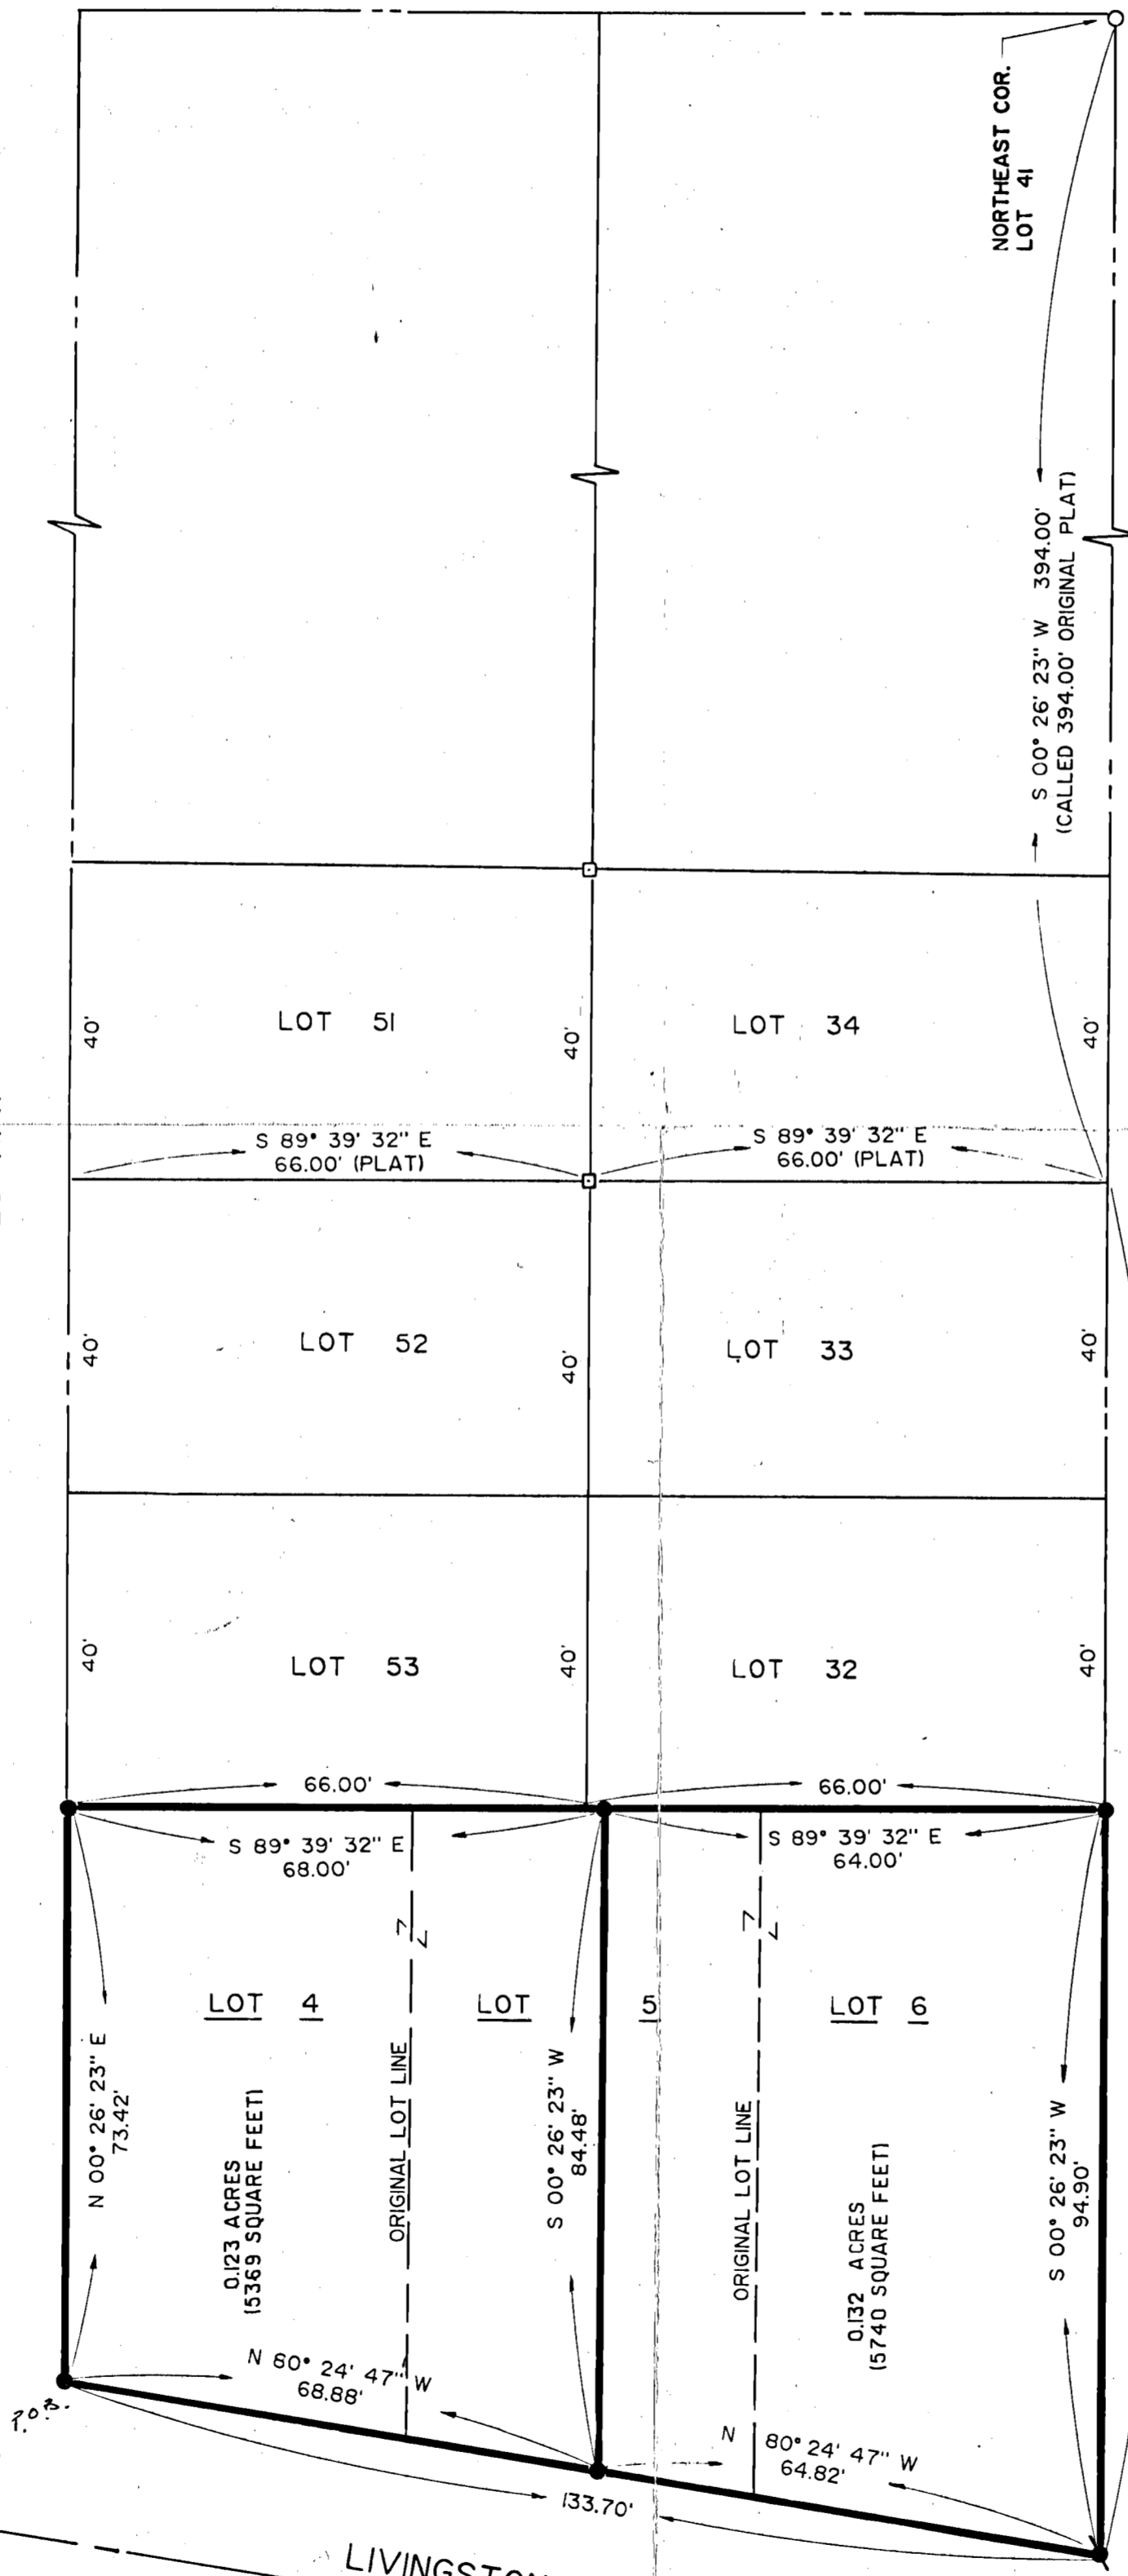 NORTHEAST COR.
LOT 41
S 00° 26' 23" W 394.00'
(CALLED 394.00' ORIGINAL PLAT)
LOT 51
LOT 34
40'
40'
40'
S 89° 39' 32" E
66.00' (PLAT)
S 89° 39' 32" E
66.00' (PLAT)
LOT 52
LOT 33
40'
40'
40'
LOT 53
LOT 32
40'
40'
40'
66.00'
66.00'
S 89° 39' 32" E
68.00'
S 89° 39' 32" E
64.00'
LOT 4
LOT 5
LOT 6
N 00° 26' 23" E
73.42'
ORIGINAL LOT LINE
S 00° 26' 23" W
84.48'
ORIGINAL LOT LINE
S 00° 26' 23" W
94.90'
0.123 ACRES
(5369 SQUARE FEET)
0.132 ACRES
(5740 SQUARE FEET)
N 80° 24' 47" W
68.88'
N 80° 24' 47" W
64.82'
P.O.B.
133.70'
LIVINGSTON